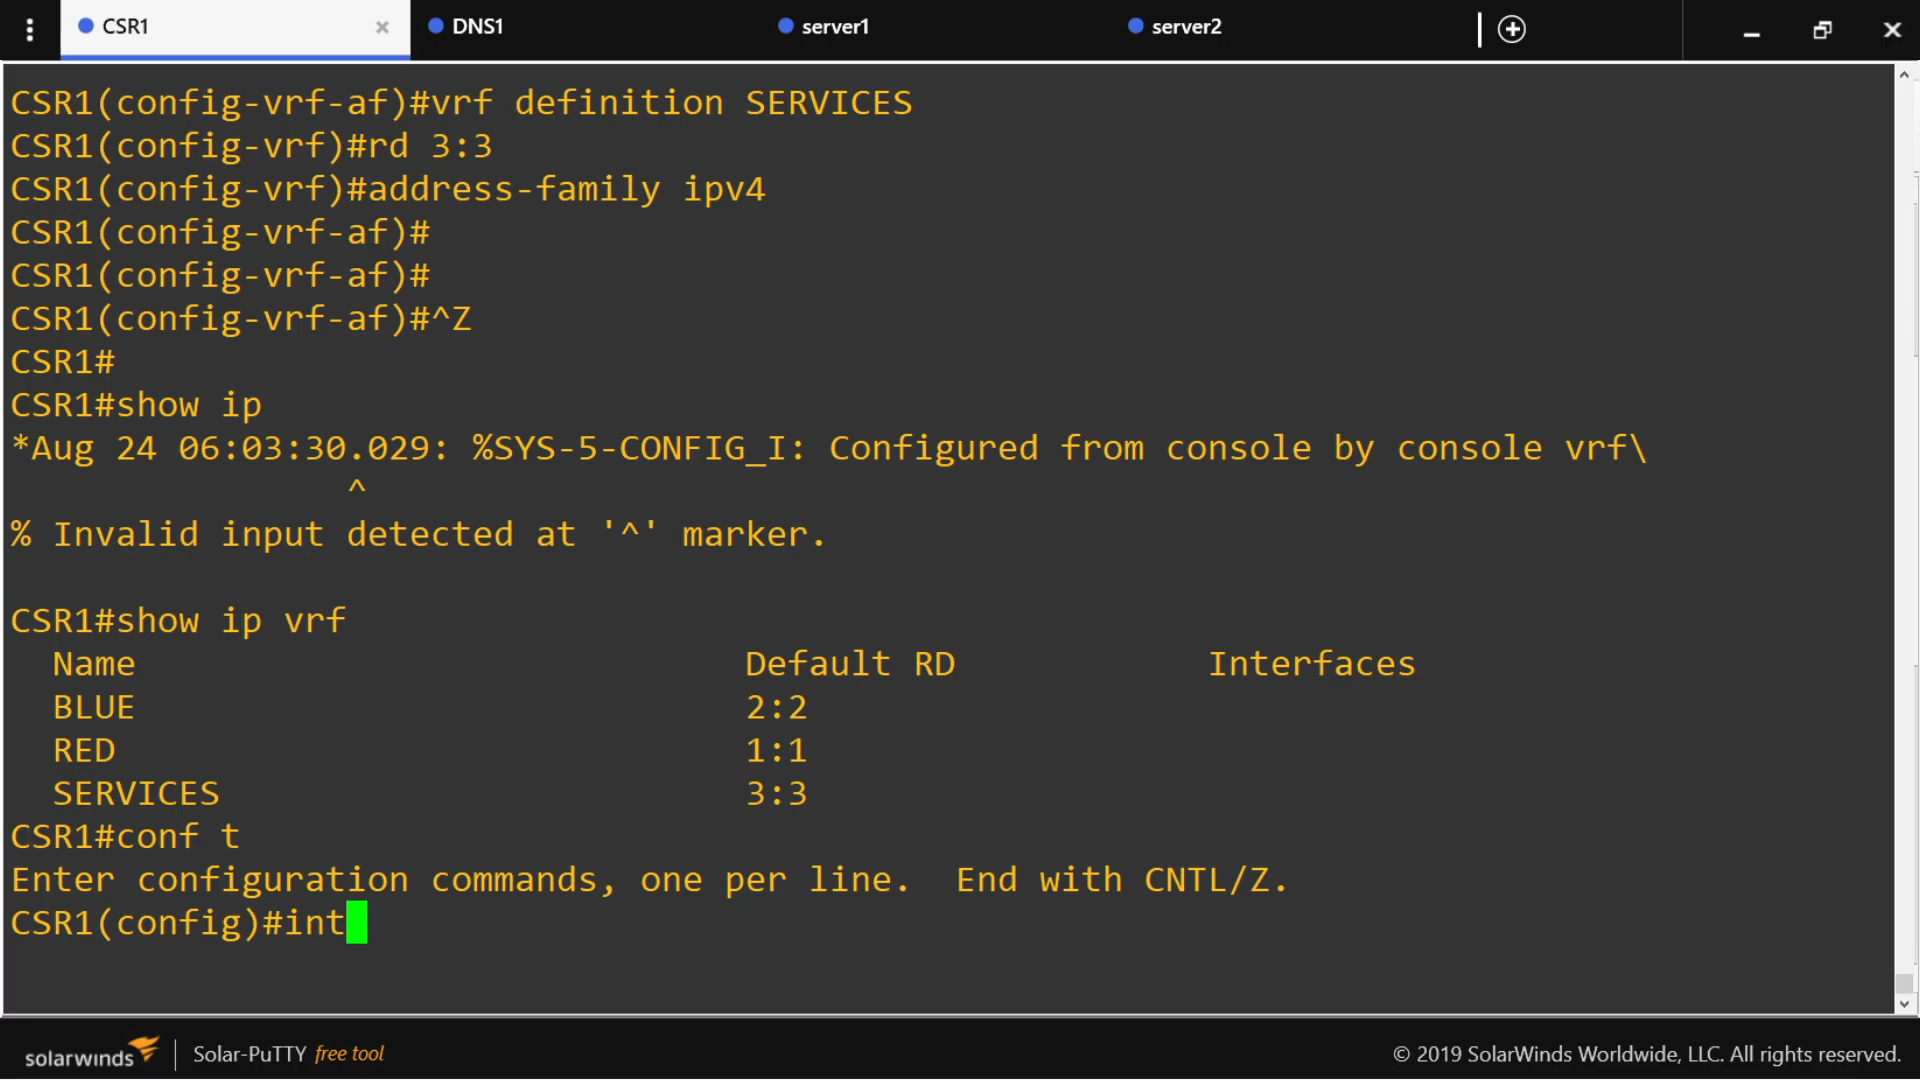 CSR1
DNS1
server1
server2
CSR1(config-vrf-af)#vrf definition SERVICES
CSR1(config-vrf)#rd 3:3
CSR1(config-vrf)#address-family ipv4
CSR1(config-vrf-af)#
CSR1(config-vrf-af)#
CSR1(config-vrf-af)#^Z
CSR1#
CSR1#show ip
*Aug 24 06:03:30.029: %SYS-5-CONFIG_I: Configured from console by console vrf\
^
% Invalid input detected at '^' marker.
CSR1#show ip vrf
Name Default RD Interfaces
BLUE 2:2
RED 1:1
SERVICES 3:3
CSR1#conf t
Enter configuration commands, one per line.  End with CNTL/Z.
CSR1(config)#int
solarwinds
Solar-PuTTY free tool
© 2019 SolarWinds Worldwide, LLC. All rights reserved.